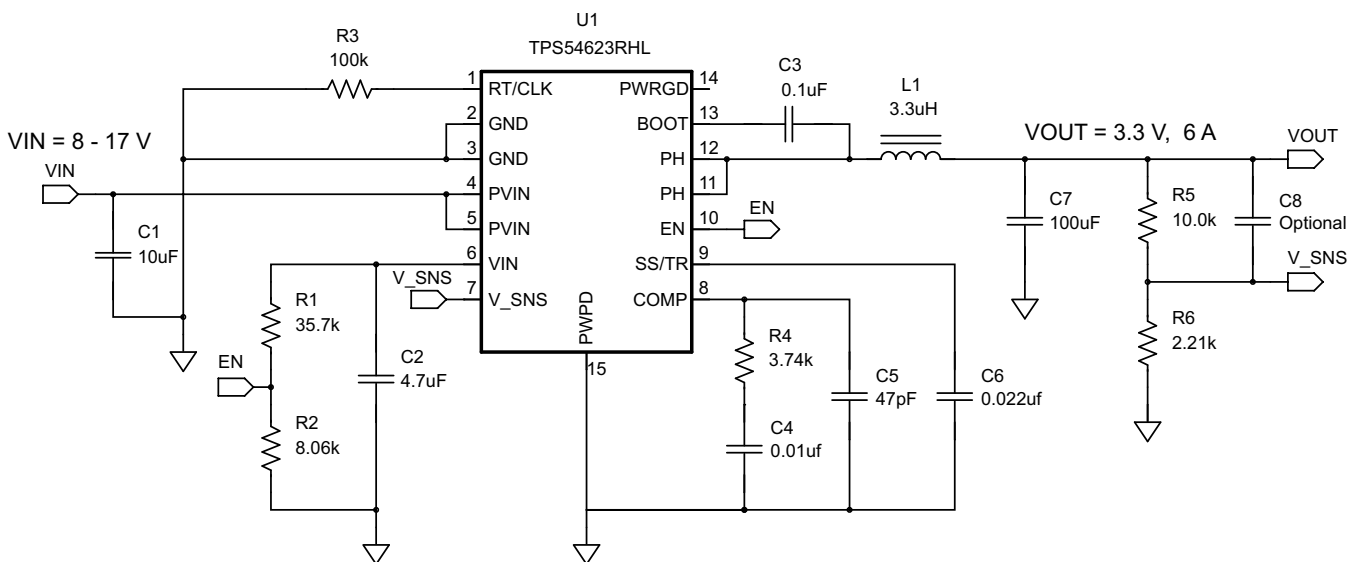 U1
TPS54623RHL
R3
100k
1
RT/CLK
2
GND
3
GND
4
PVIN
5
PVIN
6
VIN
7
V_SNS
PWPD
15
14
PWRGD
13
BOOT
12
PH
11
PH
10
EN
9
SS/TR
8
COMP
VIN = 8 - 17 V
VIN
C1
10uF
V_SNS
R1
35.7k
EN
R2
8.06k
C2
4.7uF
C3
0.1uF
L1
3.3uH
VOUT = 3.3 V, 6 A
VOUT
EN
C7
100uF
R5
10.0k
C8
Optional
V_SNS
R6
2.21k
R4
3.74k
C4
0.01uf
C5
47pF
C6
0.022uf